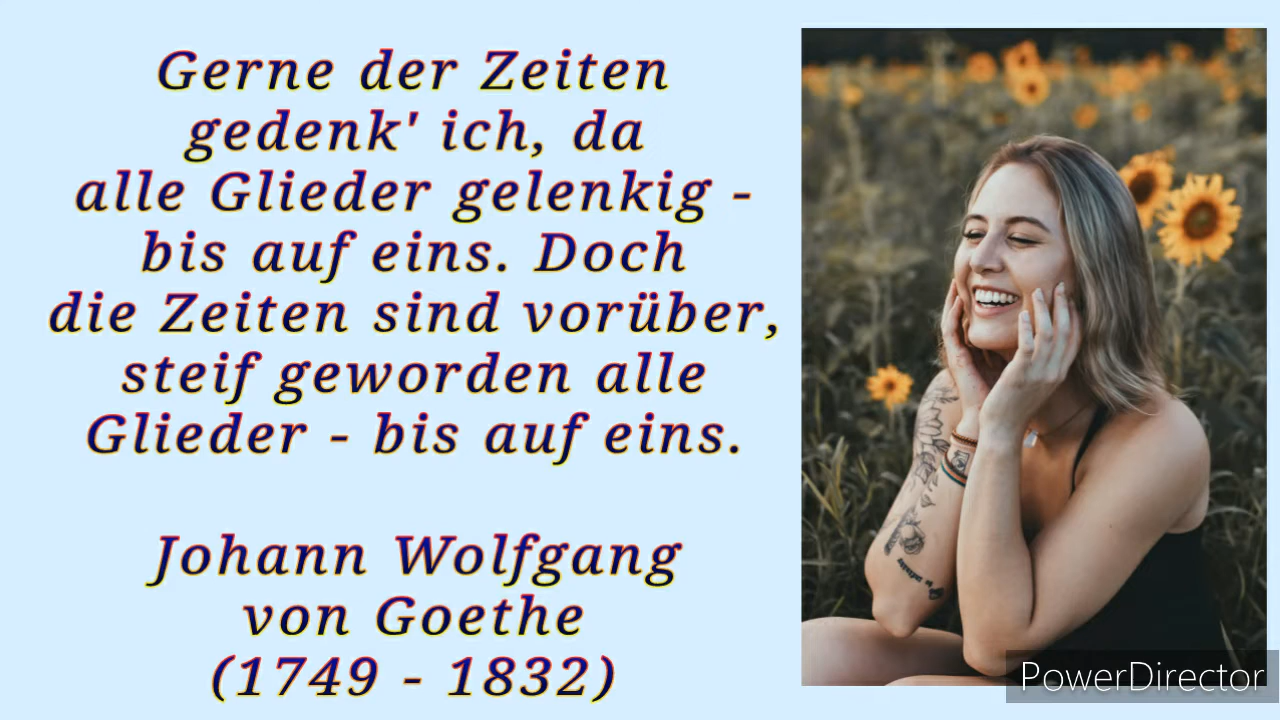 Gerne der Zeiten
gedenk' ich, da
alle Glieder gelenkig -
bis auf eins. Doch
die Zeiten sind vorüber,
steif geworden alle
Glieder - bis auf eins.
Johann Wolfgang
von Goethe
(1749 - 1832)
PowerDirector